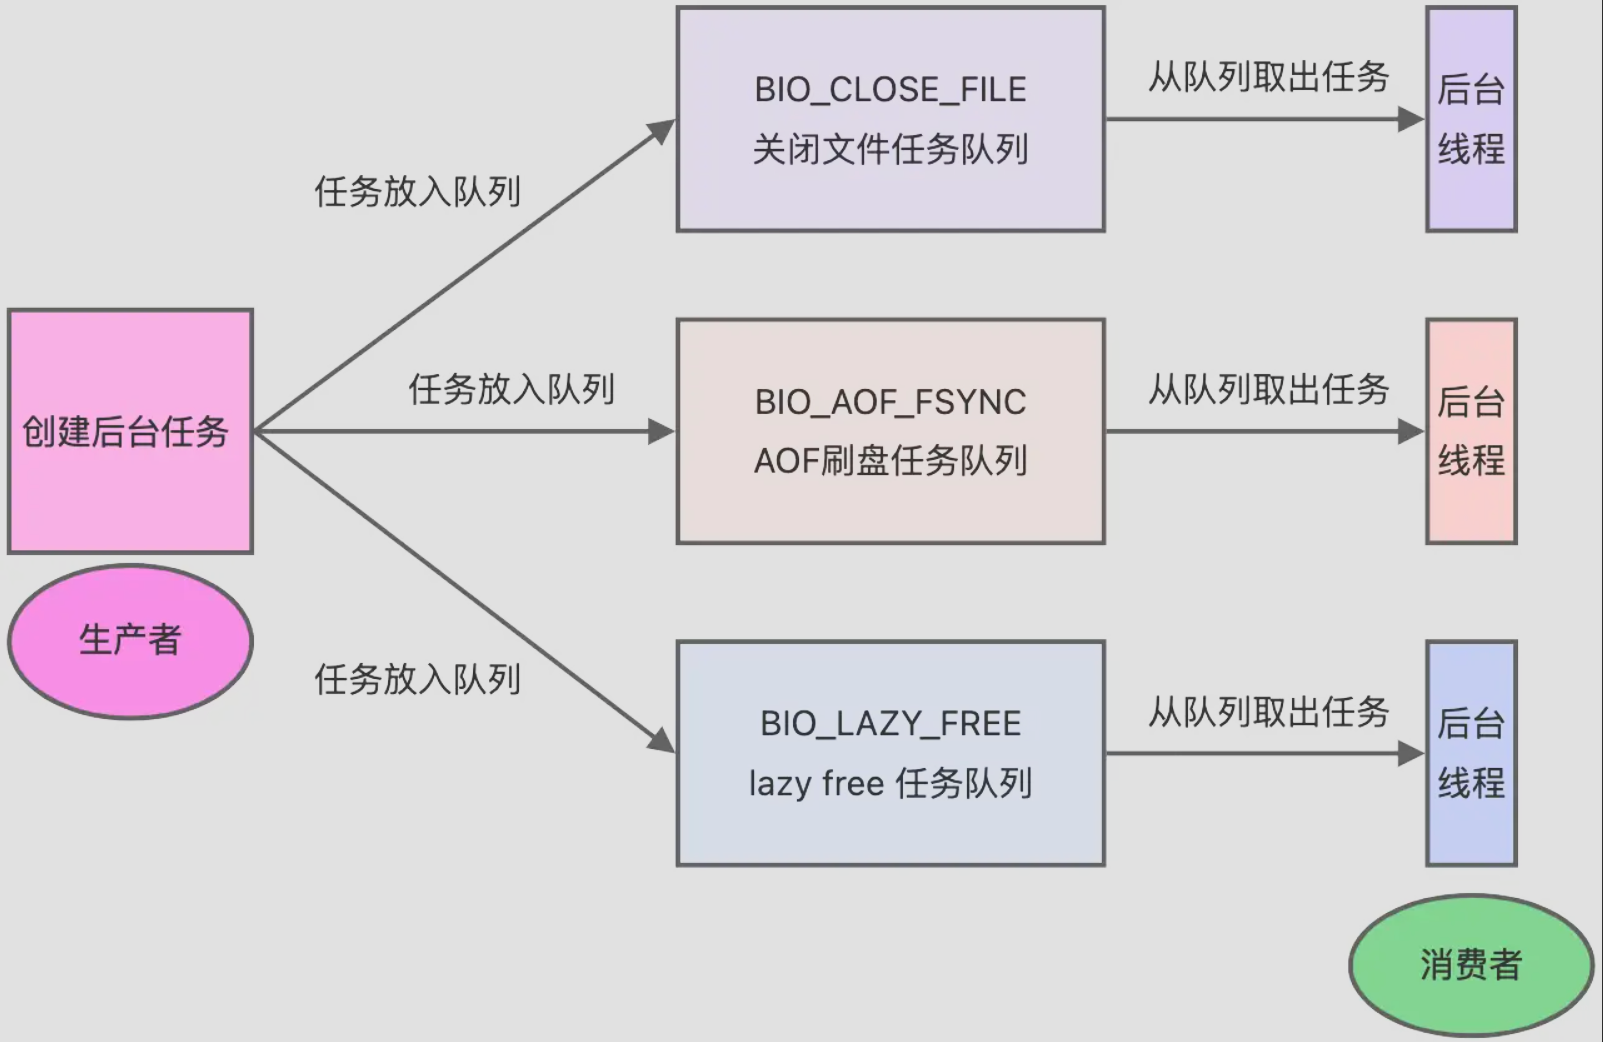 创建后台任务
生产者
任务放入队列
任务放入队列
任务放入队列
BIO_CLOSE_FILE
关闭文件任务队列
BIO_AOF_FSYNC
AOF刷盘任务队列
BIO_LAZY_FREE
lazy free 任务队列
从队列取出任务
从队列取出任务
从队列取出任务
后台
线程
后台
线程
后台
线程
消费者